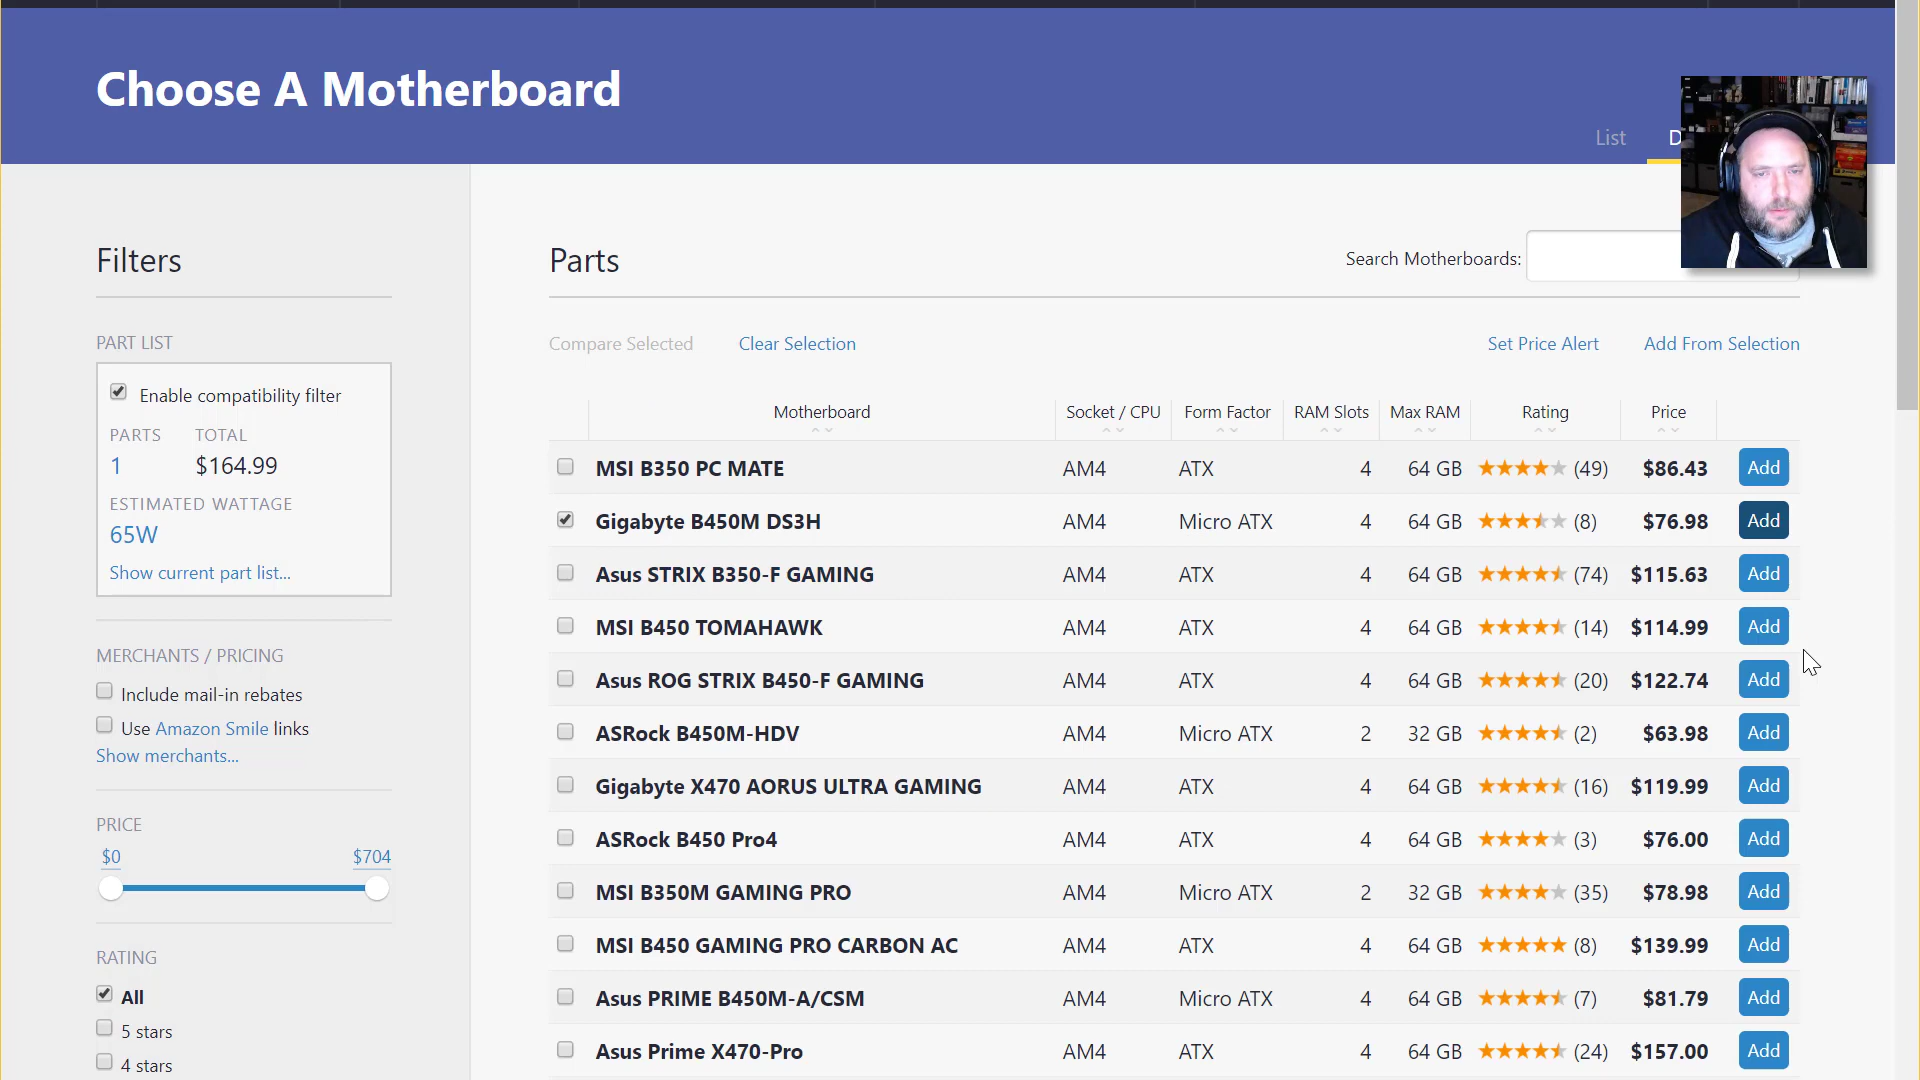 Choose A Motherboard
List
D
Filters
Parts
Search Motherboards:
PART LIST
Enable compatibility filter
PARTS TOTAL
1 $164.99
ESTIMATED WATTAGE
65W
Show current part list...
MERCHANTS / PRICING
Include mail-in rebates
Use Amazon Smile links
Show merchants...
PRICE
$0 $704
RATING
All
5 stars
4 stars
Compare Selected Clear Selection Set Price Alert Add From Selection
Motherboard Socket / CPU Form Factor RAM Slots Max RAM Rating Price
MSI B350 PC MATE AM4 ATX 4 64 GB (49) $86.43 Add
Gigabyte B450M DS3H AM4 Micro ATX 4 64 GB (8) $76.98 Add
Asus STRIX B350-F GAMING AM4 ATX 4 64 GB (74) $115.63 Add
MSI B450 TOMAHAWK AM4 ATX 4 64 GB (14) $114.99 Add
Asus ROG STRIX B450-F GAMING AM4 ATX 4 64 GB (20) $122.74 Add
ASRock B450M-HDV AM4 Micro ATX 2 32 GB (2) $63.98 Add
Gigabyte X470 AORUS ULTRA GAMING AM4 ATX 4 64 GB (16) $119.99 Add
ASRock B450 Pro4 AM4 ATX 4 64 GB (3) $76.00 Add
MSI B350M GAMING PRO AM4 Micro ATX 2 32 GB (35) $78.98 Add
MSI B450 GAMING PRO CARBON AC AM4 ATX 4 64 GB (8) $139.99 Add
Asus PRIME B450M-A/CSM AM4 Micro ATX 4 64 GB (7) $81.79 Add
Asus Prime X470-Pro AM4 ATX 4 64 GB (24) $157.00 Add